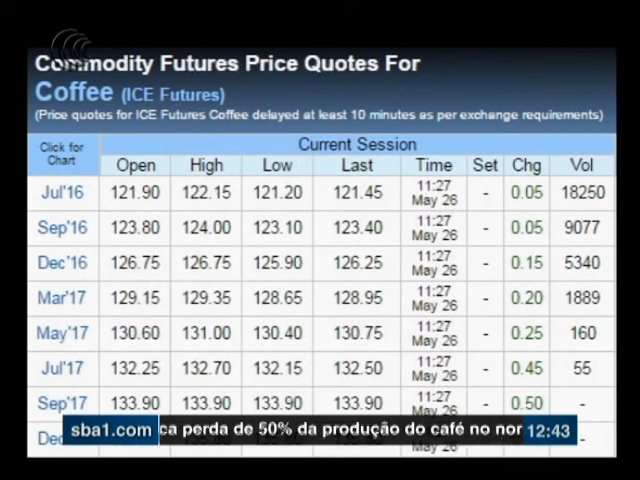 Commodity Futures Price Quotes For
Coffee (ICE Futures)
(Price quotes for ICE Futures Coffee delayed at least 10 minutes as per exchange requirements)
Click for Chart Current Session
Open High Low Last Time Set Chg Vol
Jul'16 121.90 122.15 121.20 121.45 11:27 May 26 - 0.05 18250
Sep'16 123.80 124.00 123.10 123.40 11:27 May 26 - 0.05 9077
Dec'16 126.75 126.75 125.90 126.25 11:27 May 26 - 0.15 5340
Mar'17 129.15 129.35 128.65 128.95 11:27 May 26 - 0.20 1889
May'17 130.60 131.00 130.40 130.75 11:27 May 26 - 0.25 160
Jul'17 132.25 132.70 132.15 132.50 11:27 May 26 - 0.45 55
Sep'17 133.90 133.90 133.90 133.90 11:27 May 26 - 0.50 -
sba1.com ca perda de 50% da produção do café no nor 12:43